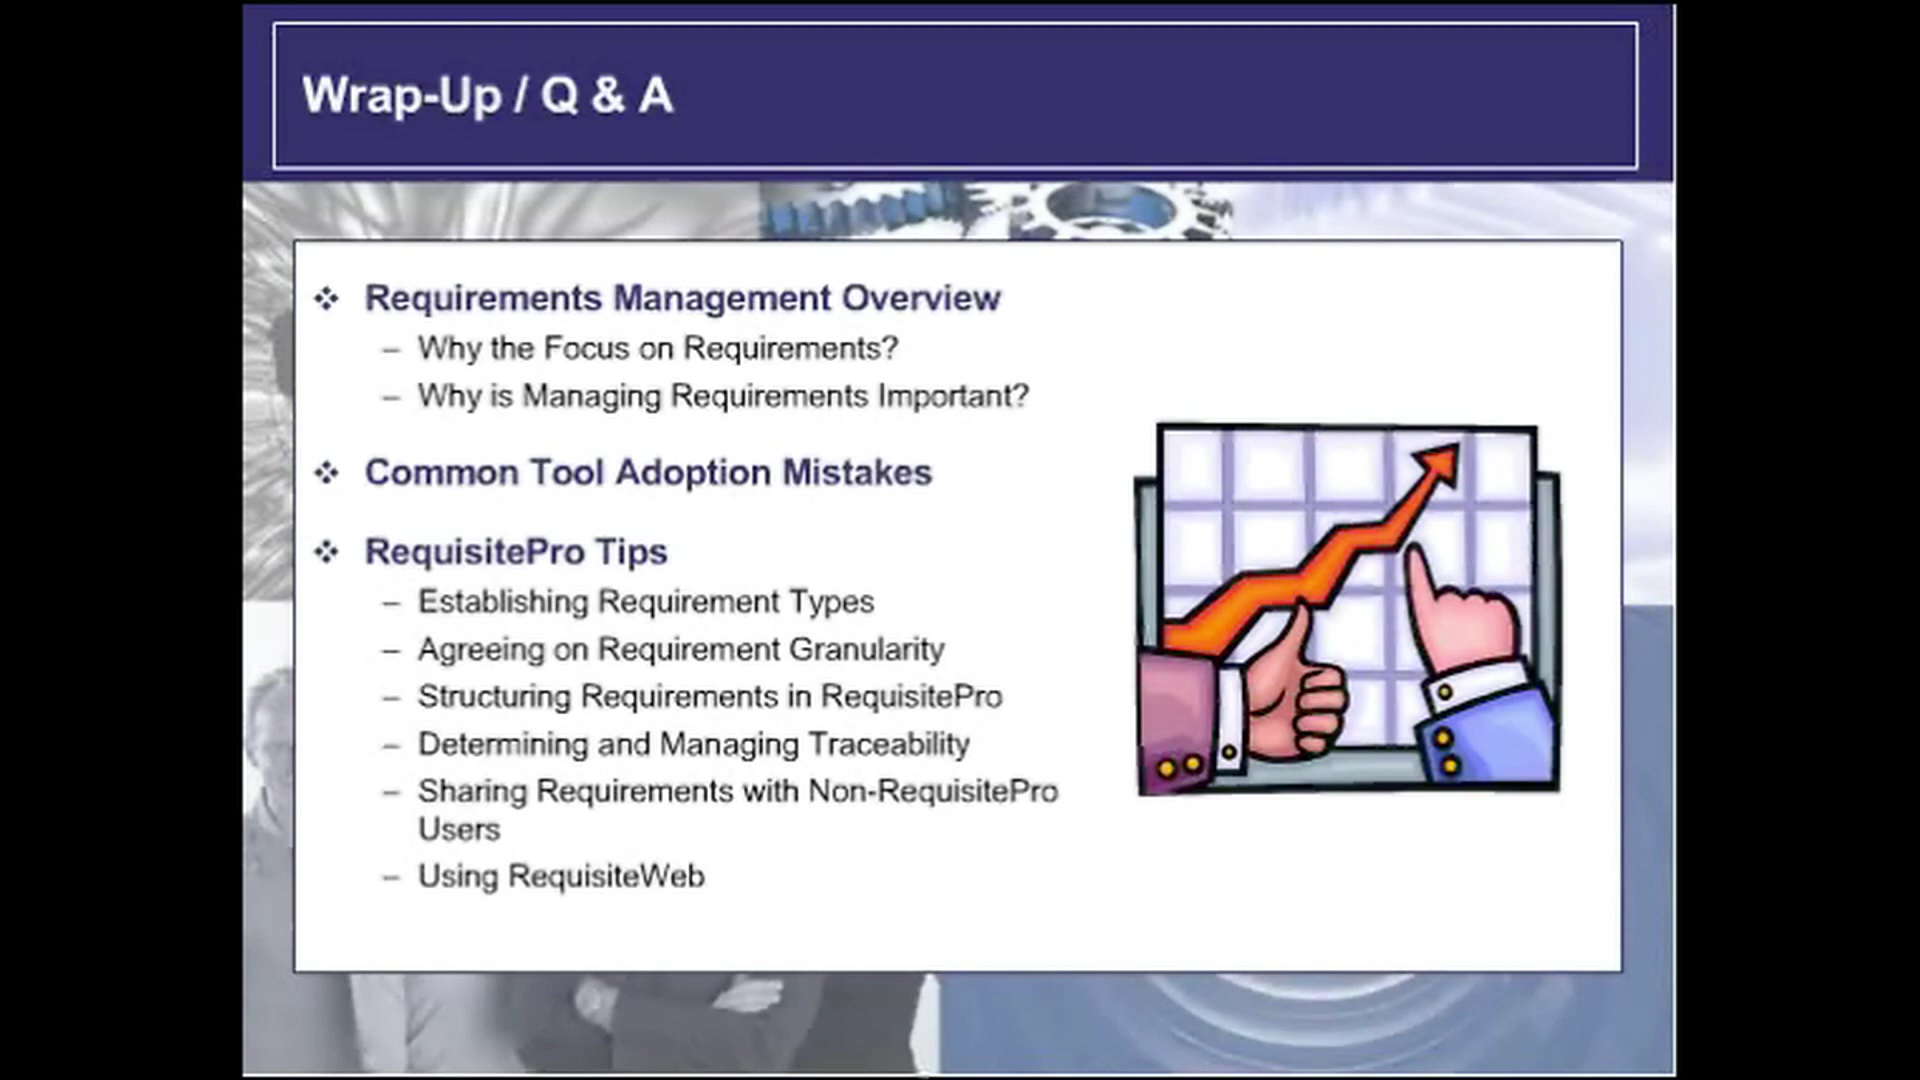 Wrap-Up / Q & A
❖ Requirements Management Overview
– Why the Focus on Requirements?
– Why is Managing Requirements Important?
❖ Common Tool Adoption Mistakes
❖ RequisitePro Tips
– Establishing Requirement Types
– Agreeing on Requirement Granularity
– Structuring Requirements in RequisitePro
– Determining and Managing Traceability
– Sharing Requirements with Non-RequisitePro
Users
– Using RequisiteWeb